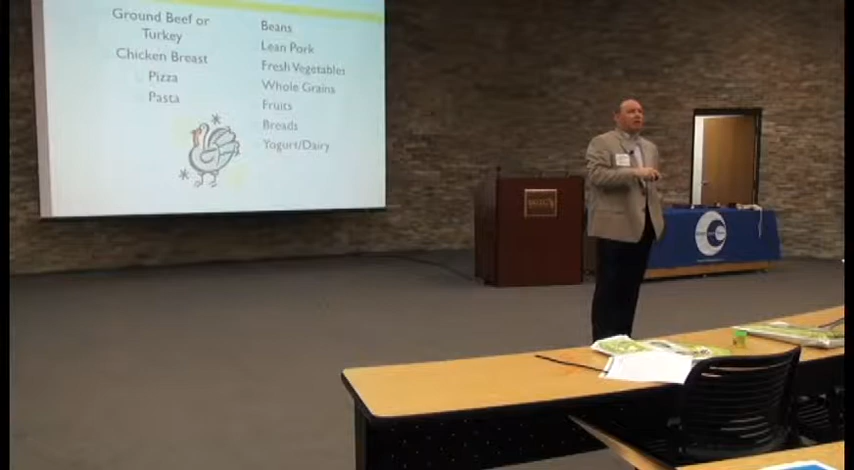 Ground Beef or
Turkey
Chicken Breast
Pizza
Pasta
Beans
Lean Pork
Fresh Vegetables
Whole Grains
Fruits
Breads
Yogurt/Dairy